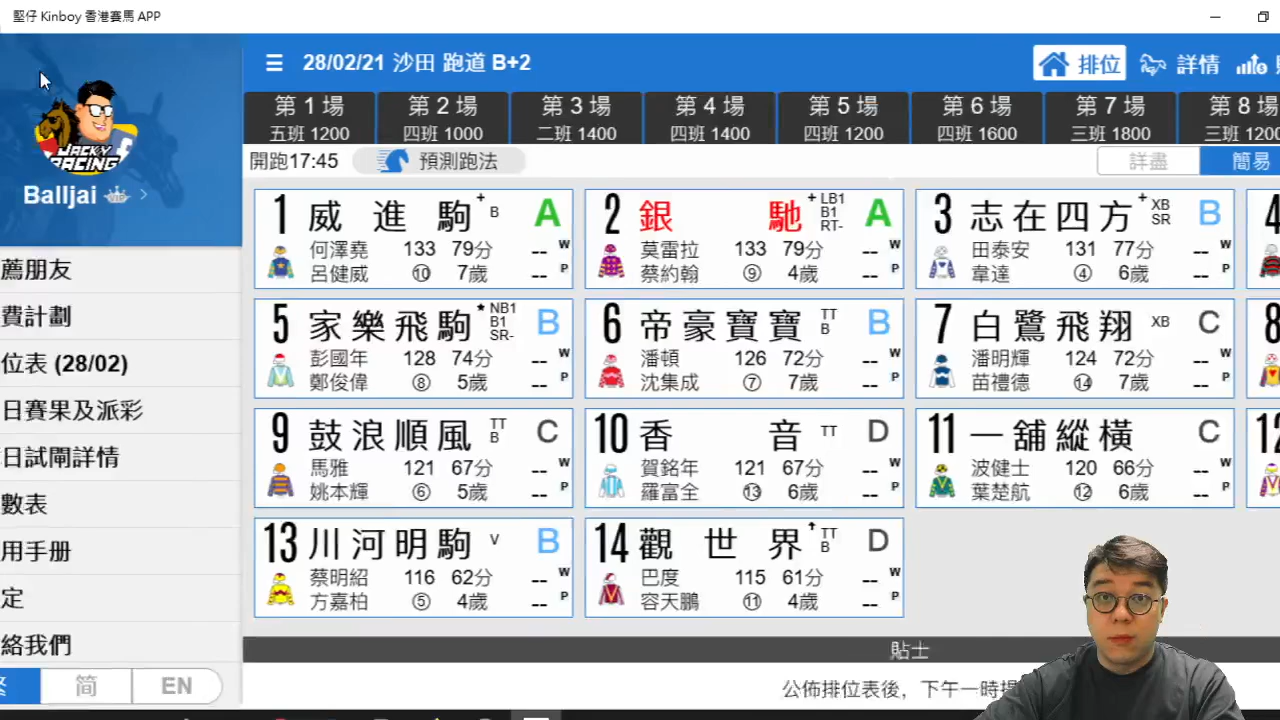 堅仔 Kinboy 香港賽馬 APP
28/02/21 沙田 跑道 B+2
排位 詳情
第 1 場 第 2 場 第 3 場 第 4 場 第 5 場 第 6 場 第 7 場 第 8 場
五班 1200 四班 1000 二班 1400 四班 1400 四班 1200 四班 1600 三班 1800 三班 1200
開跑17:45 預測跑法 詳盡 簡易
JACKY RACING
Balljai
薦朋友
費計劃
位表 (28/02)
日賽果及派彩
日試閘詳情
數表
用手冊
定
絡我們
繁 简 EN
1 威進駒 + B A
何澤堯 133 79分 -- W
呂健威 ⑩ 7歲 -- P
2 銀馳 + LB1 B1 RT- A
莫雷拉 133 79分 -- W
蔡約翰 ⑨ 4歲 -- P
3 志在四方 + XB SR B
田泰安 131 77分 -- W
韋達 ④ 6歲 -- P
4
5 家樂飛駒 ★ NB1 B1 SR- B
彭國年 128 74分 -- W
鄭俊偉 ⑧ 5歲 -- P
6 帝豪寶寶 TT B B
潘頓 126 72分 -- W
沈集成 ⑦ 7歲 -- P
7 白鷺飛翔 XB C
潘明輝 124 72分 -- W
苗禮德 ⑭ 7歲 -- P
8
9 鼓浪順風 TT B C
馬雅 121 67分 -- W
姚本輝 ⑥ 5歲 -- P
10 香音 TT D
賀銘年 121 67分 -- W
羅富全 ⑬ 6歲 -- P
11 一舖縱橫 C
波健士 120 66分 -- W
葉楚航 ⑫ 6歲 -- P
12
13 川河明駒 V B
蔡明紹 116 62分 -- W
方嘉柏 ⑤ 4歲 -- P
14 觀世界 ↑ TT B D
巴度 115 61分 -- W
容天鵬 ⑪ 4歲 -- P
貼士
公佈排位表後，下午一時